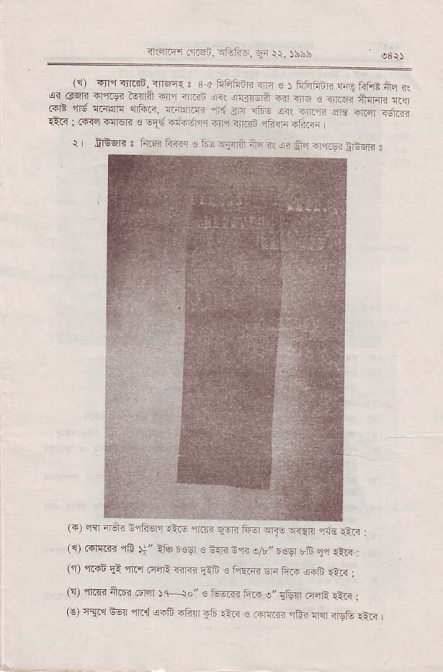 বাংলাদেশ গেজেট, অতিরিক্ত, জুন ২২, ১৯৯৯ ৩৪২১
(খ) ক্যাপ ব্যারেট, ব্যাজসহ ঃ ৪-৫ মিলিমিটার ব্যাস ও ১ মিলিমিটার ঘনত্ব বিশিষ্ট নীল রং
এর ব্লেজার কাপড়ের তৈয়ারী ক্যাপ ব্যারেট এবং এমব্রয়ডারী করা ব্যাজ ও ব্যাজের সীমানার মধ্যে
কোষ্ট গার্ড মনোগ্রাম থাকিবে, মনোগ্রামের পার্শ্ব ব্রাস খচিত এবং ক্যাপের প্রান্ত কালো বর্ডারের
হইবে ; কেবল কমান্ডার ও তদূর্দ্ধ কর্মকর্তাগণ ক্যাপ ব্যারেট পরিধান করিবেন।
২। ট্রাউজার ঃ নিম্নের বিবরণ ও চিত্র অনুযায়ী নীল রং এর ড্রীল কাপড়ের ট্রাউজার ঃ
(ক) লম্বা নাভীর উপরিভাগ হইতে পায়ের জুতার ফিতা আবৃত অবস্থায় পর্যন্ত হইবে ;
(খ) কোমরের পট্টি ইঞ্চি চওড়া ও উহার উপর ৩/৮″ চওড়া ৮টি লুপ হইবে ;
(গ) পকেট দুই পাশে সেলাই বরাবর দুইটি ও পিছনের ডান দিকে একটি হইবে ;
(ঘ) পায়ের নীচের ঢোলা ১৭—২০″ ও ভিতরের দিকে ৩″ মুড়িয়া সেলাই হইবে ;
(ঙ) সম্মুখে উভয় পার্শ্বে একটি করিয়া কুচি হইবে ও কোমরের পট্টির মাথা বাড়তি হইবে।